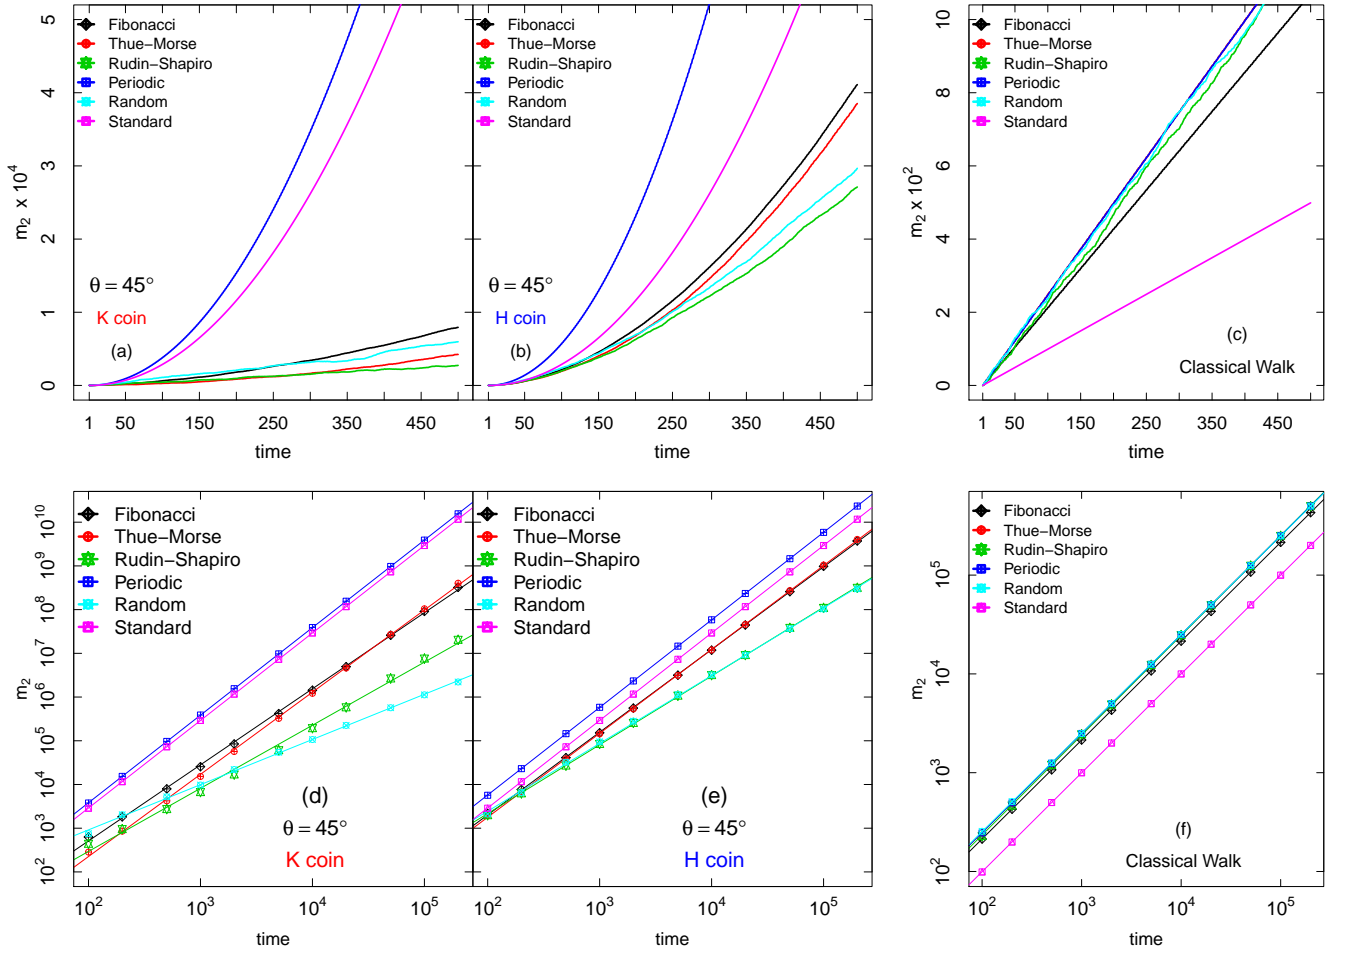 Fibonacci
Thue−Morse
Rudin−Shapiro
Periodic
Random
Standard
5
4
3
2
1
0
m2 x 10^4
θ = 45°
K coin
(a)
1 50 150 250 350 450
time
Fibonacci
Thue−Morse
Rudin−Shapiro
Periodic
Random
Standard
θ = 45°
H coin
(b)
1 50 150 250 350 450
time
Fibonacci
Thue−Morse
Rudin−Shapiro
Periodic
Random
Standard
10
8
6
4
2
0
m2 x 10^2
(c)
Classical Walk
1 50 150 250 350 450
time
Fibonacci
Thue−Morse
Rudin−Shapiro
Periodic
Random
Standard
10^10
10^9
10^8
10^7
10^6
10^5
10^4
10^3
10^2
m2
(d)
θ = 45°
K coin
10^2 10^3 10^4 10^5
time
Fibonacci
Thue−Morse
Rudin−Shapiro
Periodic
Random
Standard
(e)
θ = 45°
H coin
10^2 10^3 10^4 10^5
time
Fibonacci
Thue−Morse
Rudin−Shapiro
Periodic
Random
Standard
10^5
10^4
10^3
10^2
m2
(f)
Classical Walk
10^2 10^3 10^4 10^5
time